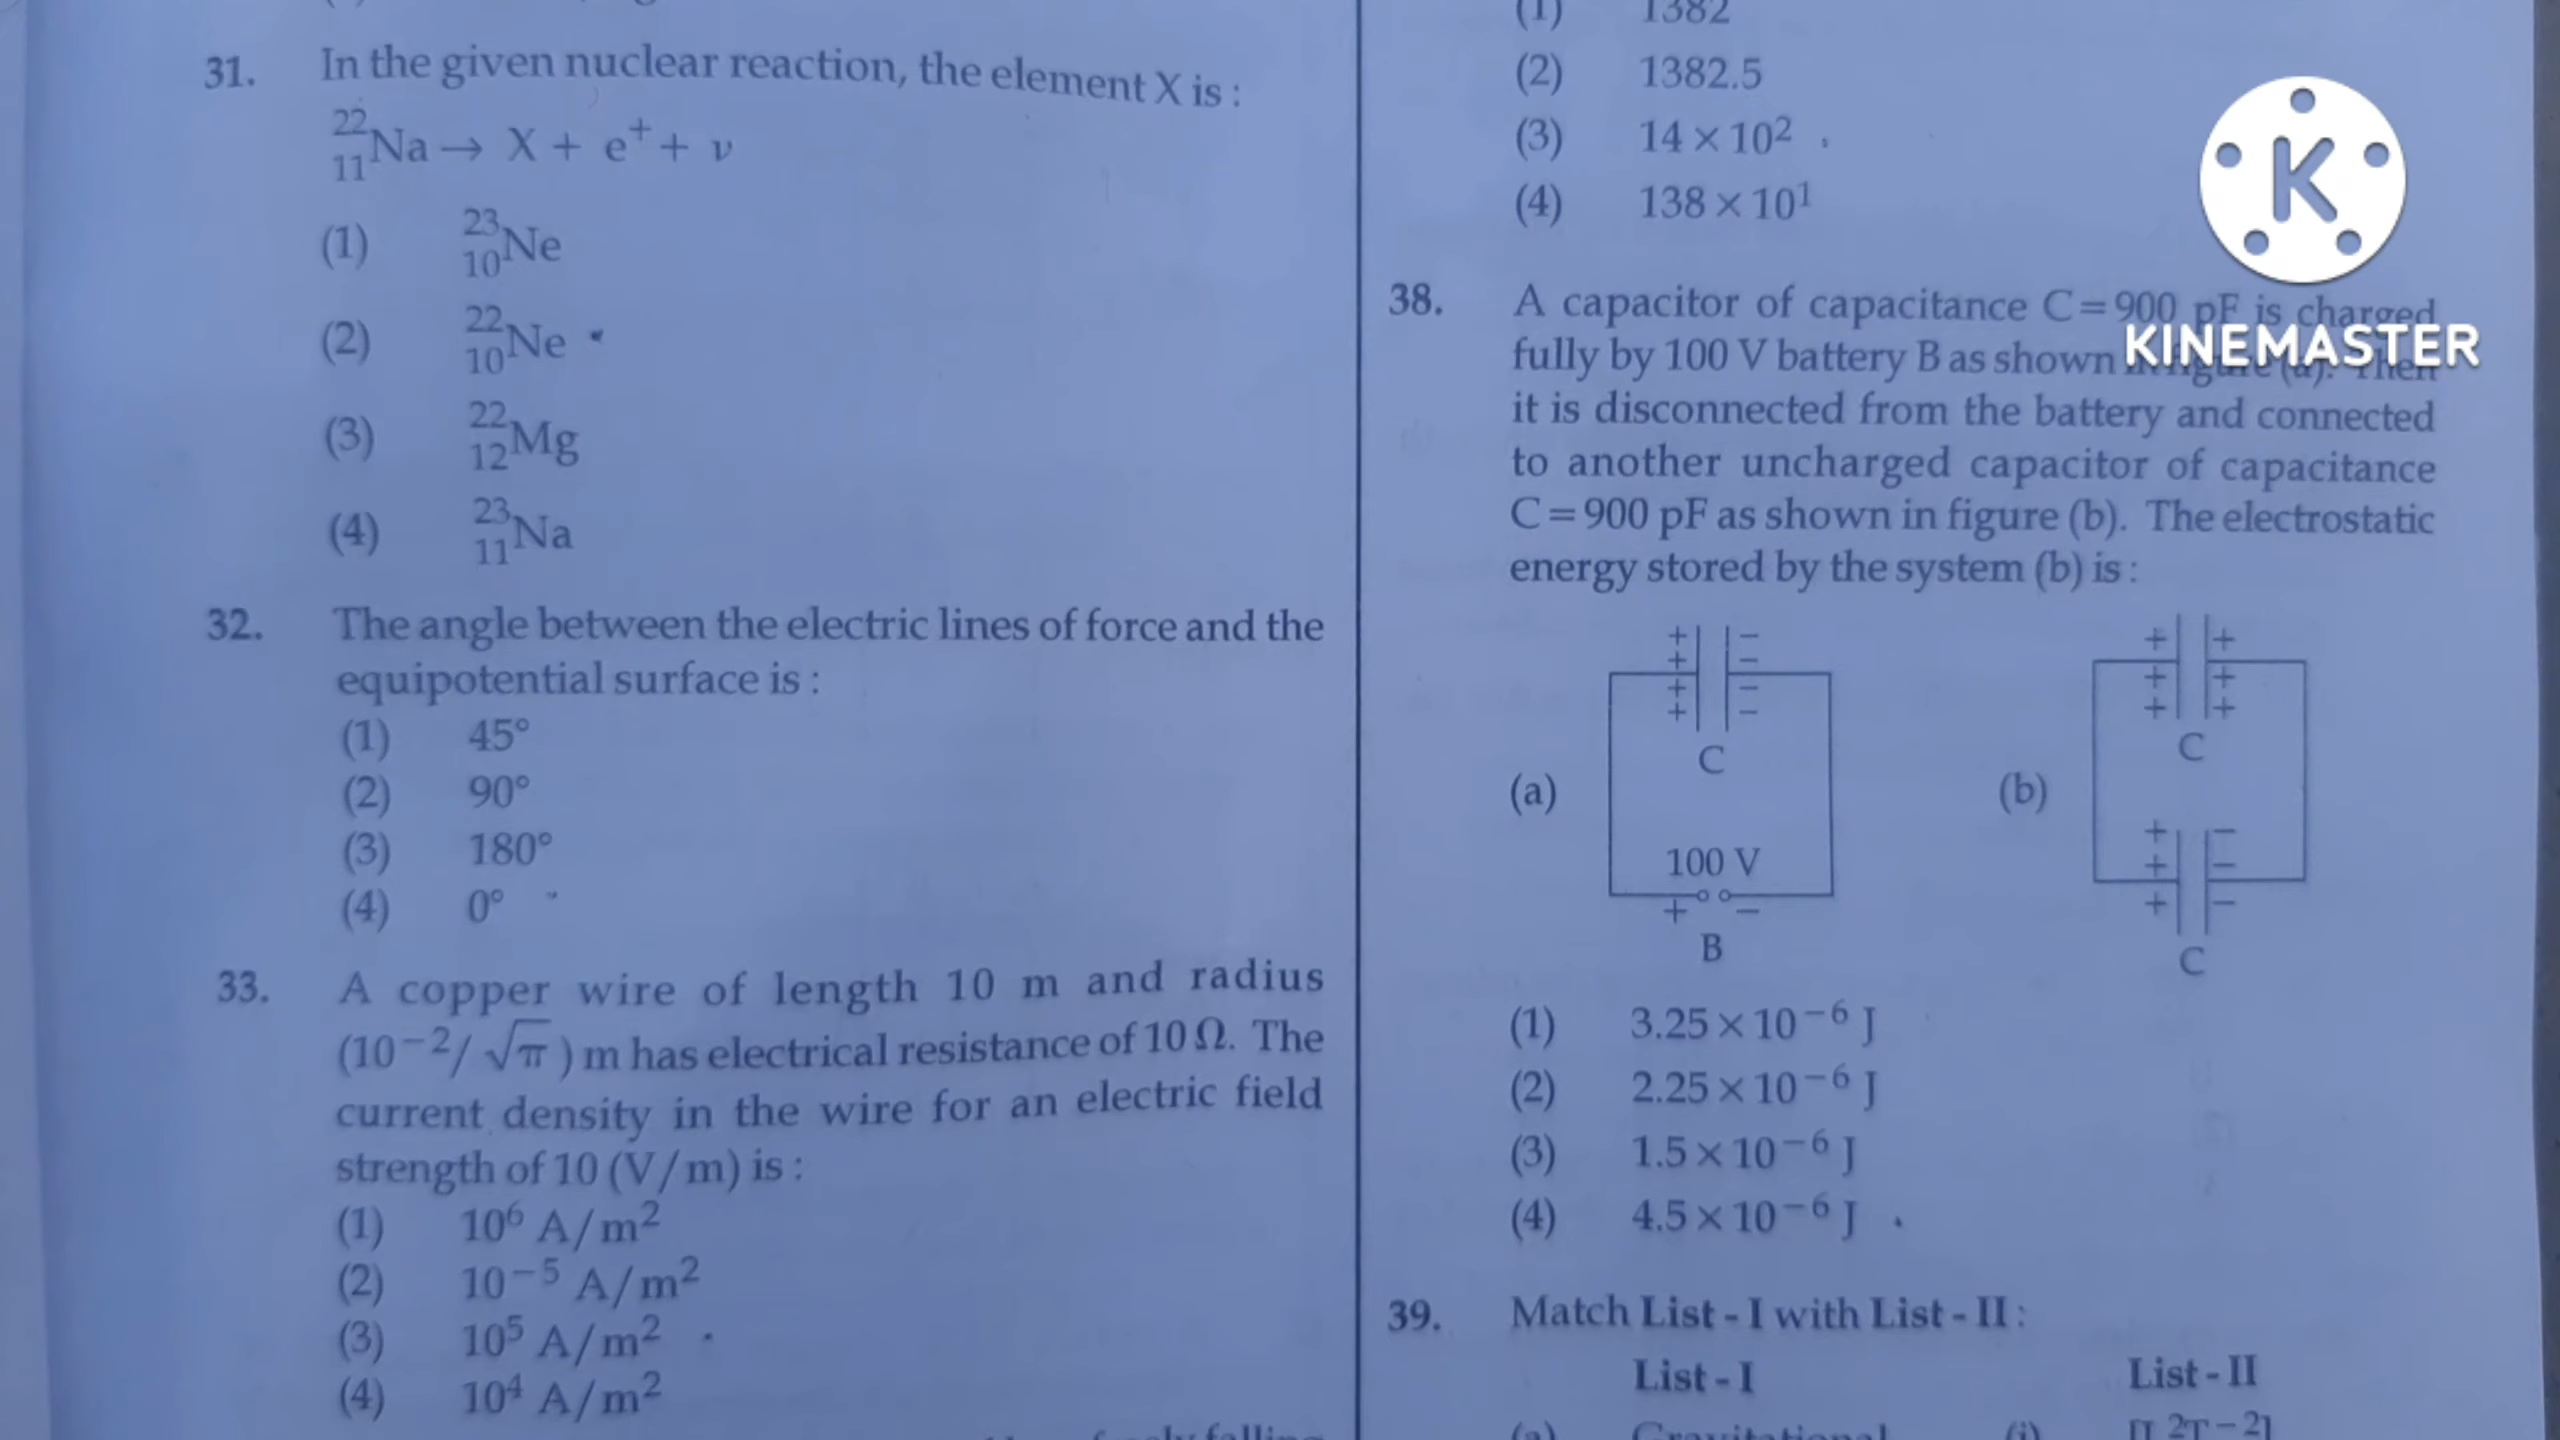 31. In the given nuclear reaction, the element X is :
²²₁₁Na → X + e⁺ + ν
(1) ²³₁₀Ne
(2) ²²₁₀Ne
(3) ²²₁₂Mg
(4) ²³₁₁Na
32. The angle between the electric lines of force and the
equipotential surface is :
(1) 45°
(2) 90°
(3) 180°
(4) 0°
33. A copper wire of length 10 m and radius
(10⁻²/√π) m has electrical resistance of 10 Ω. The
current density in the wire for an electric field
strength of 10 (V/m) is :
(1) 10⁶ A/m²
(2) 10⁻⁵ A/m²
(3) 10⁵ A/m²
(4) 10⁴ A/m²
(1) 1382
(2) 1382.5
(3) 14 × 10²
(4) 138 × 10¹
38. A capacitor of capacitance C = 900 pF is charged
fully by 100 V battery B as shown in figure (a). Then
it is disconnected from the battery and connected
to another uncharged capacitor of capacitance
C = 900 pF as shown in figure (b). The electrostatic
energy stored by the system (b) is :
+ − + +
+ − + +
+ − + +
+ −
C C
(a) (b)
100 V
+ −
+ −
+ −
+ −
B
C
(1) 3.25 × 10⁻⁶ J
(2) 2.25 × 10⁻⁶ J
(3) 1.5 × 10⁻⁶ J
(4) 4.5 × 10⁻⁶ J
39. Match List - I with List - II :
List - I List - II
(a) Gravitational (i)
K
KINEMASTER